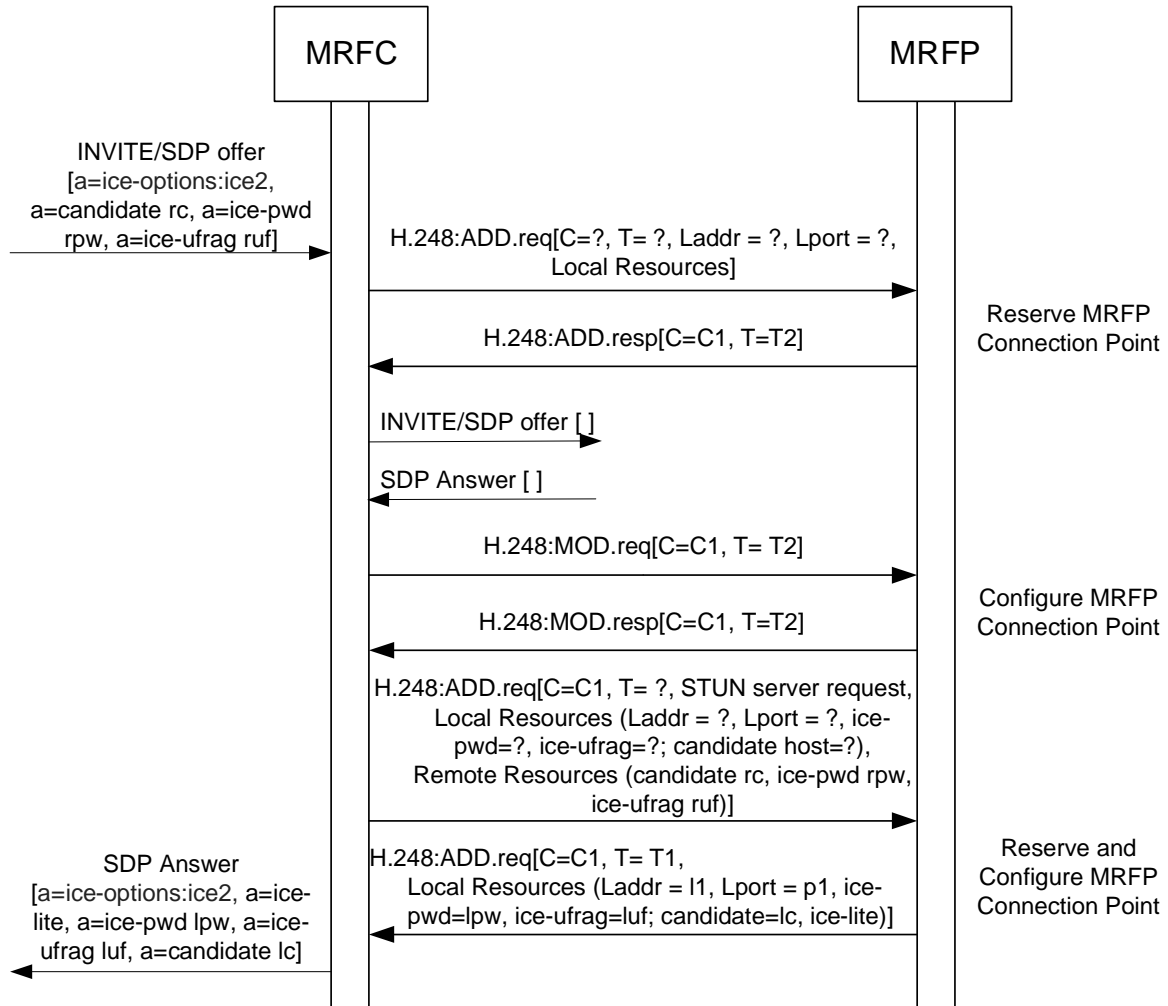 MRFC
MRFP
INVITE/SDP offer
[a=ice-options:ice2,
a=candidate rc, a=ice-pwd
rpw, a=ice-ufrag ruf]
H.248:ADD.req[C=?, T= ?, Laddr = ?, Lport = ?,
Local Resources]
Reserve MRFP
Connection Point
H.248:ADD.resp[C=C1, T=T2]
INVITE/SDP offer [ ]
SDP Answer [ ]
H.248:MOD.req[C=C1, T= T2]
Configure MRFP
Connection Point
H.248:MOD.resp[C=C1, T=T2]
H.248:ADD.req[C=C1, T= ?, STUN server request,
Local Resources (Laddr = ?, Lport = ?, ice-
pwd=?, ice-ufrag=?; candidate host=?),
Remote Resources (candidate rc, ice-pwd rpw,
ice-ufrag ruf)]
Reserve and
Configure MRFP
Connection Point
H.248:ADD.req[C=C1, T= T1,
Local Resources (Laddr = l1, Lport = p1, ice-
pwd=lpw, ice-ufrag=luf; candidate=lc, ice-lite)]
SDP Answer
[a=ice-options:ice2, a=ice-
lite, a=ice-pwd lpw, a=ice-
ufrag luf, a=candidate lc]